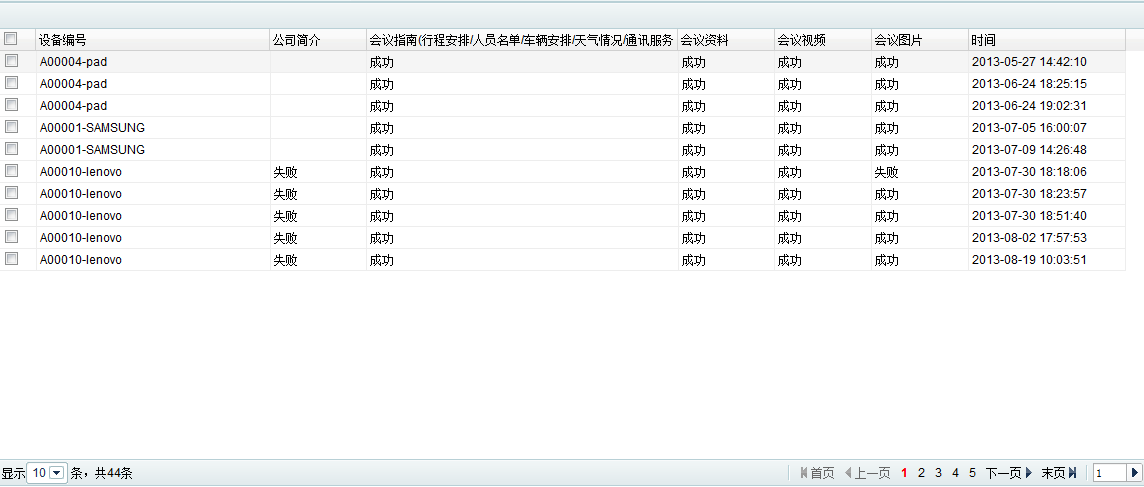 设备编号 公司简介 会议指南(行程安排/人员名单/车辆安排/天气情况/通讯服务 会议资料 会议视频 会议图片 时间
A00004-pad 成功 成功 成功 成功 2013-05-27 14:42:10
A00004-pad 成功 成功 成功 成功 2013-06-24 18:25:15
A00004-pad 成功 成功 成功 成功 2013-06-24 19:02:31
A00001-SAMSUNG 成功 成功 成功 成功 2013-07-05 16:00:07
A00001-SAMSUNG 成功 成功 成功 成功 2013-07-09 14:26:48
A00010-lenovo 失败 成功 成功 成功 失败 2013-07-30 18:18:06
A00010-lenovo 失败 成功 成功 成功 成功 2013-07-30 18:23:57
A00010-lenovo 失败 成功 成功 成功 成功 2013-07-30 18:51:40
A00010-lenovo 失败 成功 成功 成功 成功 2013-08-02 17:57:53
A00010-lenovo 失败 成功 成功 成功 成功 2013-08-19 10:03:51
显示 10 条，共44条 首页 上一页 1 2 3 4 5 下一页 末页 1